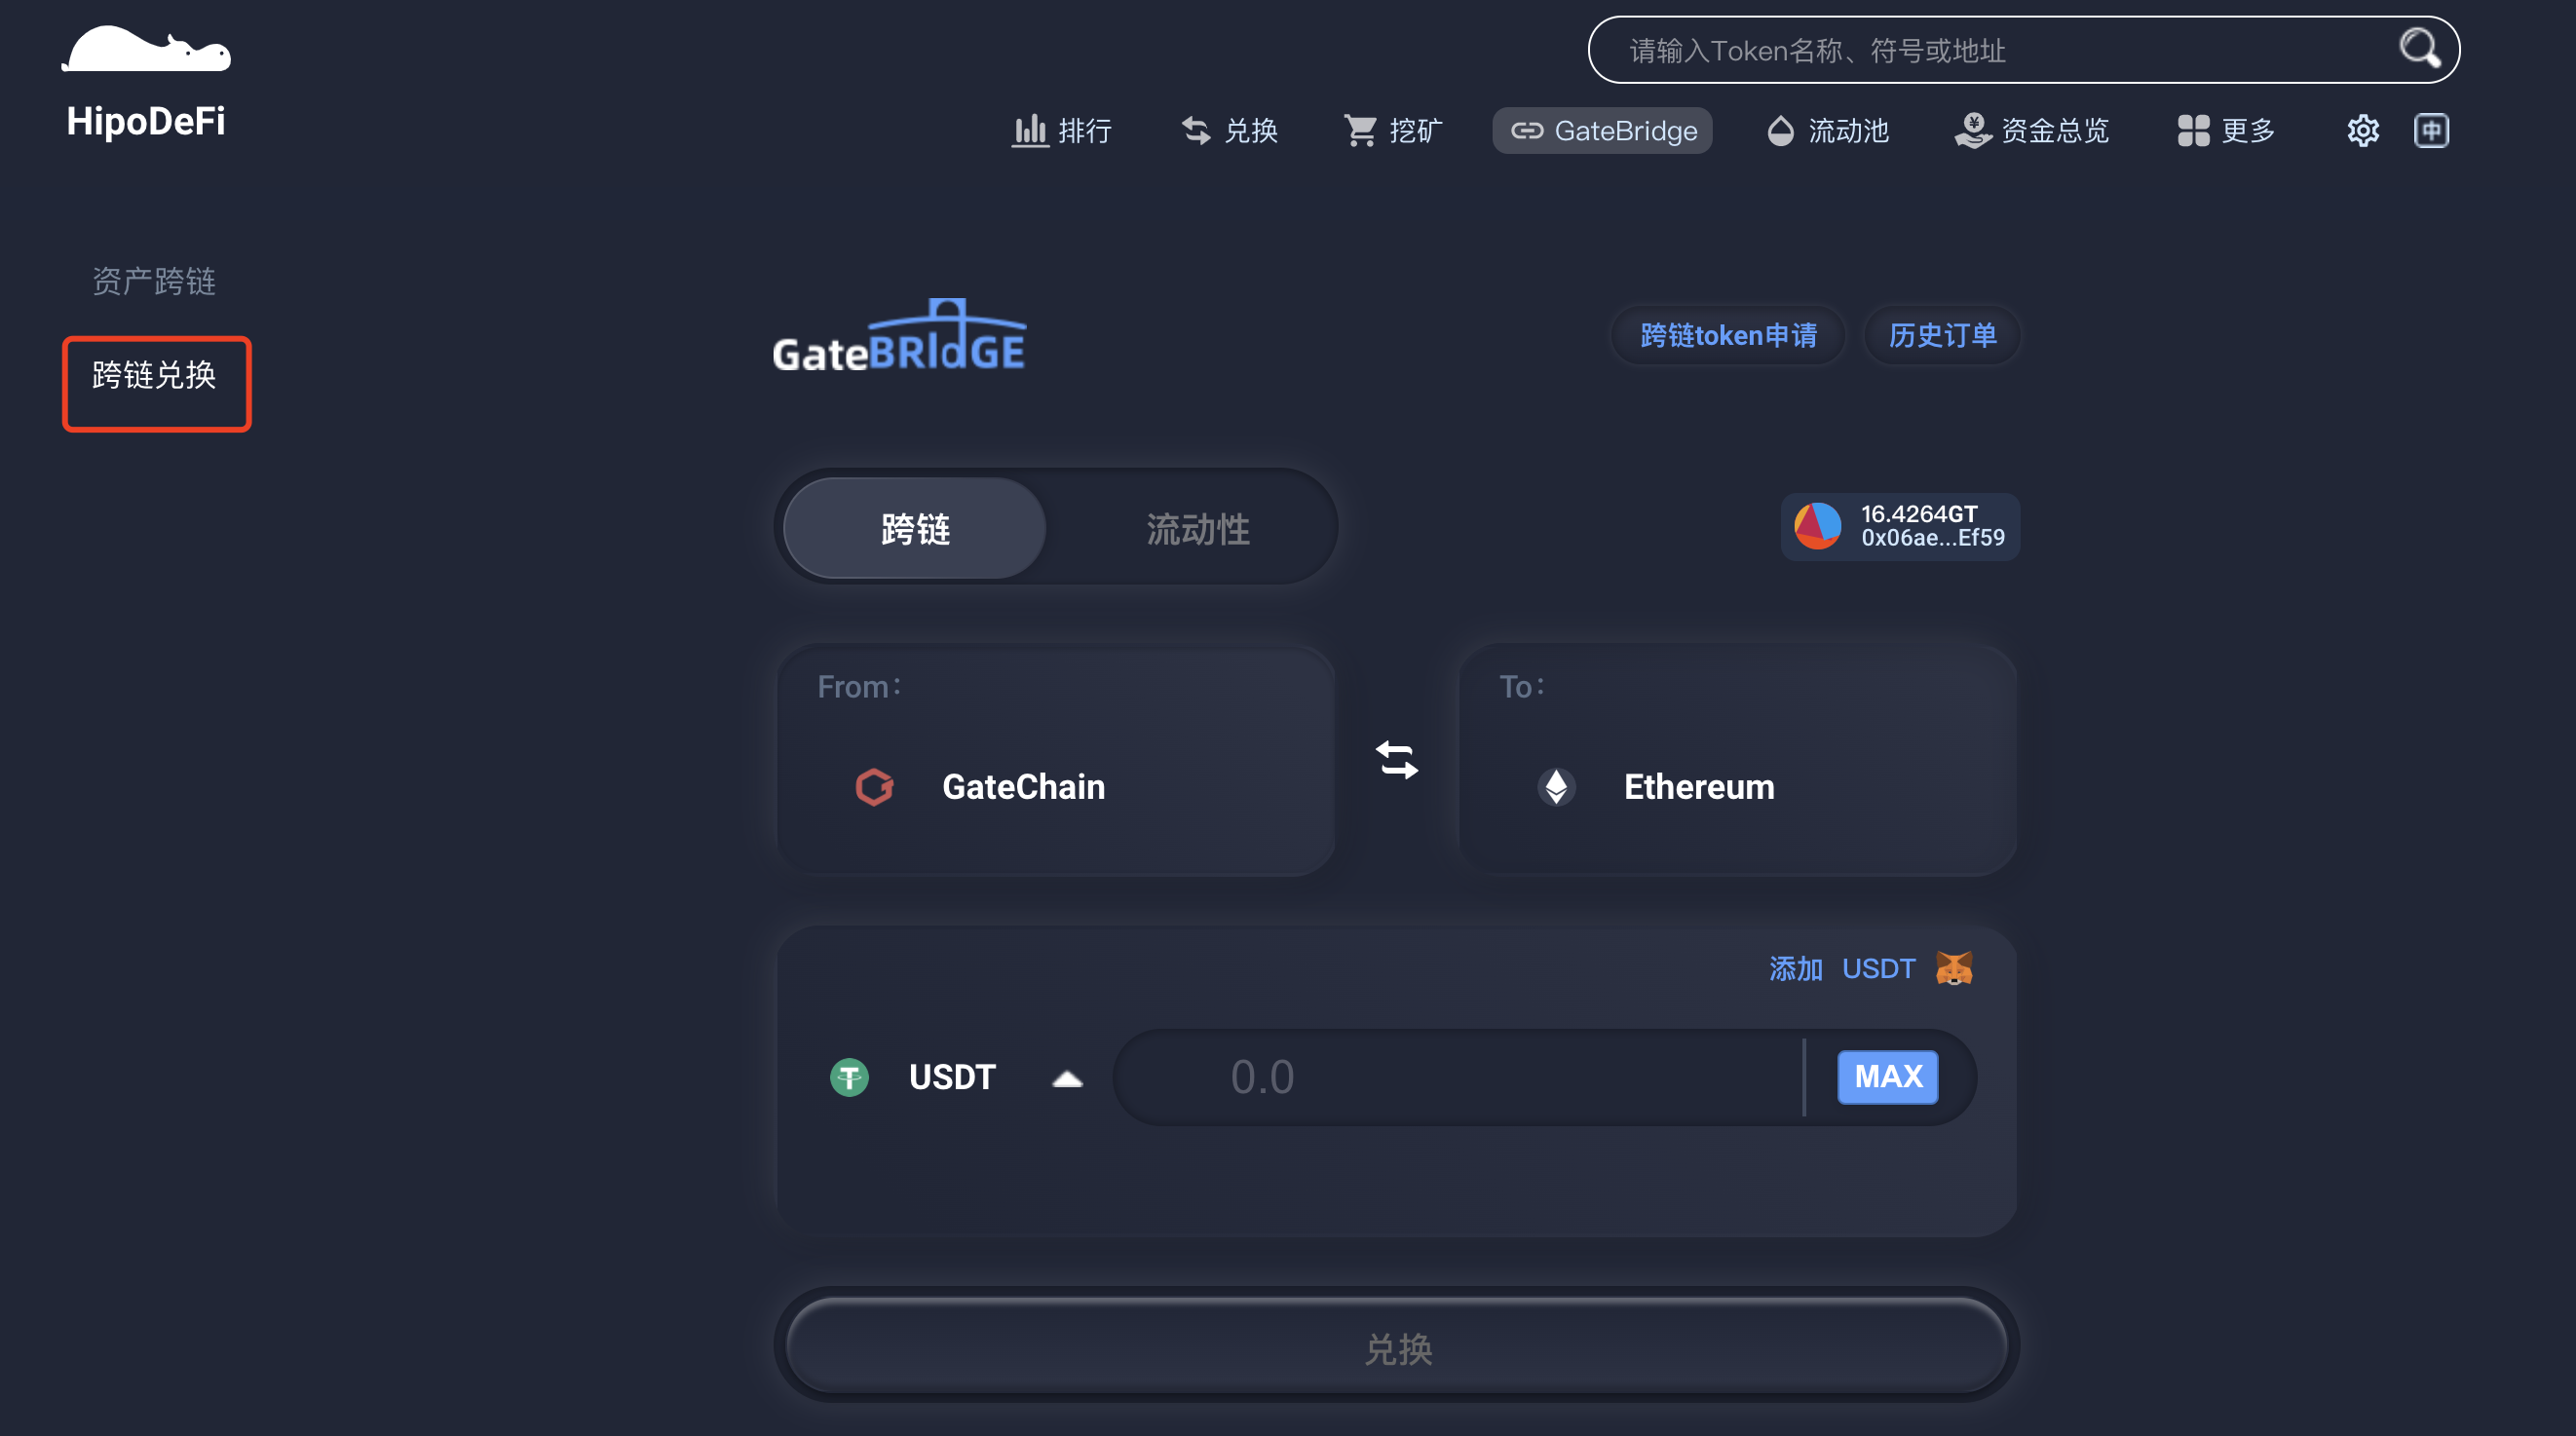 请输入Token名称、符号或地址
HipoDeFi
排行 兑换 挖矿 GateBridge 流动池 资金总览 更多 中
资产跨链
跨链兑换
GateBRIdGE
跨链token申请 历史订单
跨链 流动性
16.4264GT
0x06ae...Ef59
From:
To:
GateChain
Ethereum
添加 USDT
USDT 0.0 MAX
兑换